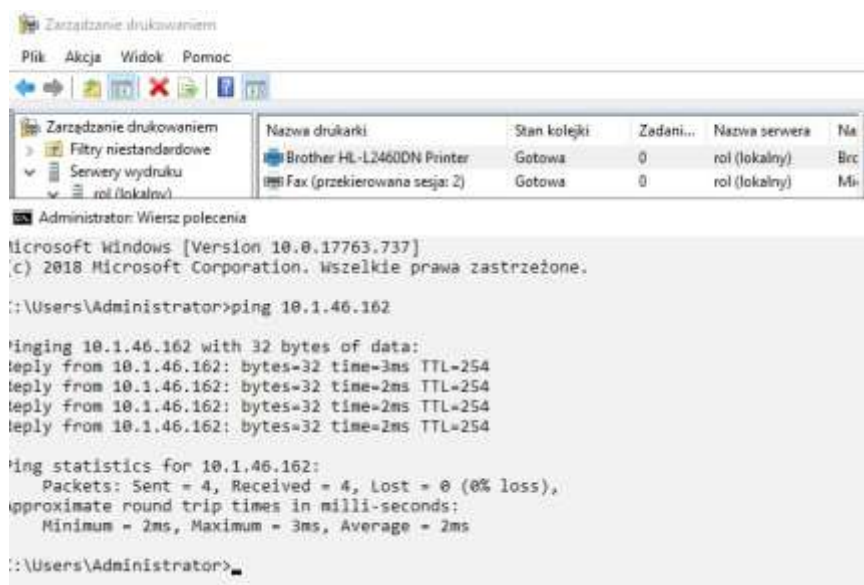 Zarządzanie drukowaniem
Plik Akcja Widok Pomoc
Zarządzanie drukowaniem
Filtry niestandardowe
Serwery wydruku
rol (lokalny)
Nazwa drukarki Stan kolejki Zadani... Nazwa serwera Na
Brother HL-L2460DN Printer Gotowa 0 rol (lokalny) Brc
Fax (przekierowana sesja: 2) Gotowa 0 rol (lokalny) Mi
Administrator: Wiersz polecenia
icrosoft Windows [Version 10.0.17763.737]
c) 2018 Microsoft Corporation. Wszelkie prawa zastrzeżone.
:\Users\Administrator>ping 10.1.46.162
inging 10.1.46.162 with 32 bytes of data:
eply from 10.1.46.162: bytes=32 time=3ms TTL=254
eply from 10.1.46.162: bytes=32 time=2ms TTL=254
eply from 10.1.46.162: bytes=32 time=2ms TTL=254
eply from 10.1.46.162: bytes=32 time=2ms TTL=254
ing statistics for 10.1.46.162:
Packets: Sent = 4, Received = 4, Lost = 0 (0% loss),
pproximate round trip times in milli-seconds:
Minimum = 2ms, Maximum = 3ms, Average = 2ms
:\Users\Administrator>